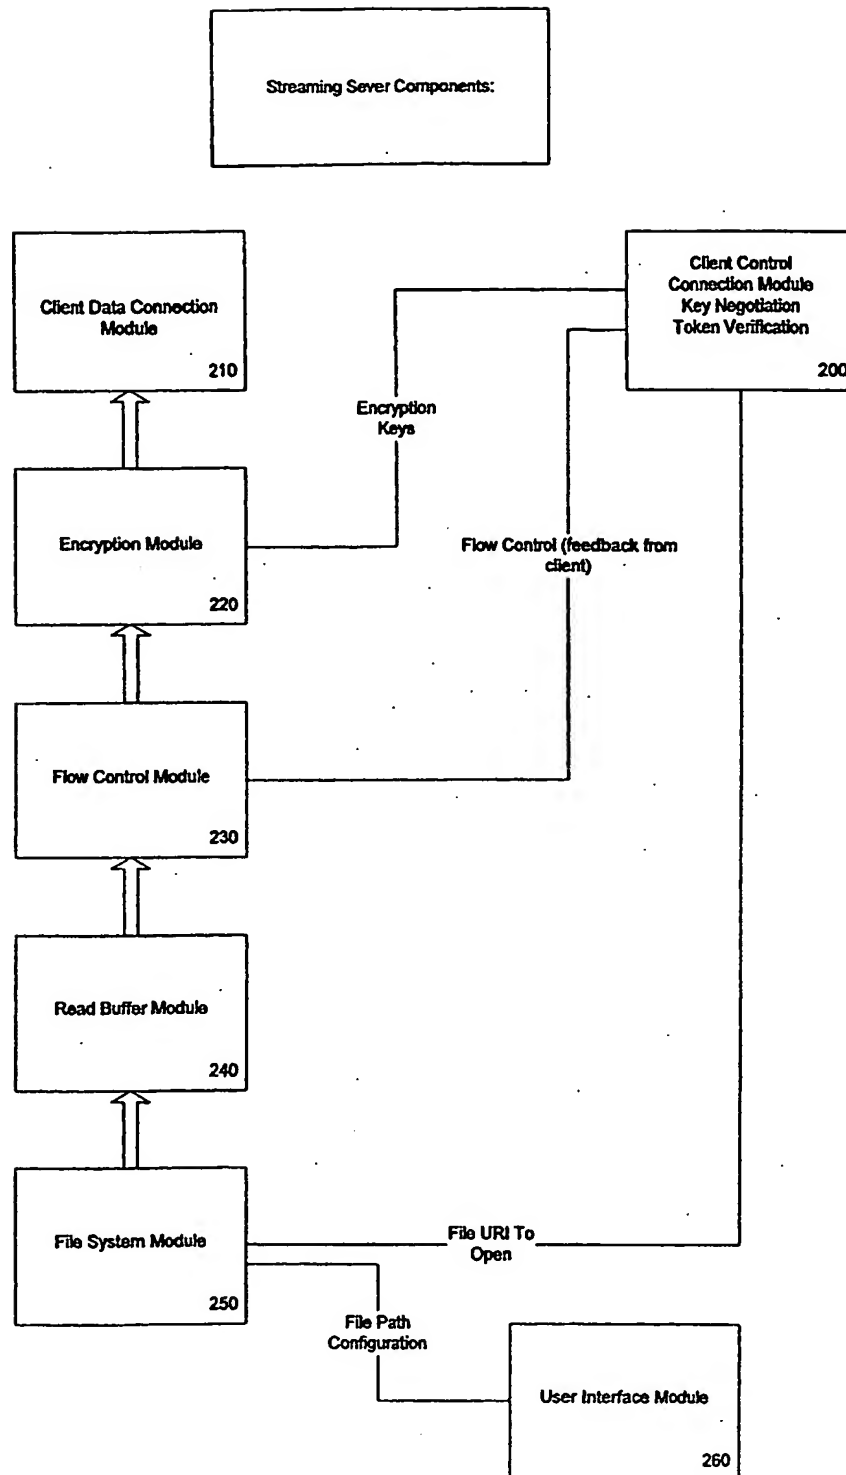 Streaming Sever Components:
Client Data Connection
Module
210
Client Control
Connection Module
Key Negotiation
Token Verification
200
Encryption
Keys
Encryption Module
220
Flow Control (feedback from
client)
Flow Control Module
230
Read Buffer Module
240
File System Module
250
File URI To
Open
File Path
Configuration
User Interface Module
260